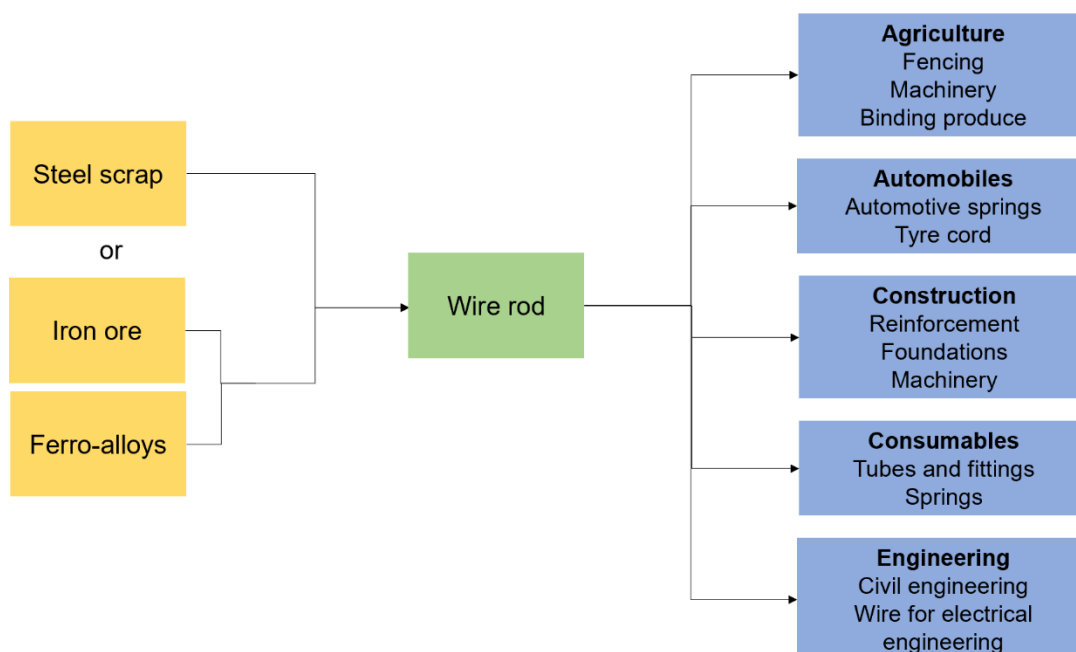 Steel scrap
or
Iron ore
Ferro-alloys
Wire rod
Agriculture
Fencing
Machinery
Binding produce
Automobiles
Automotive springs
Tyre cord
Construction
Reinforcement
Foundations
Machinery
Consumables
Tubes and fittings
Springs
Engineering
Civil engineering
Wire for electrical
engineering